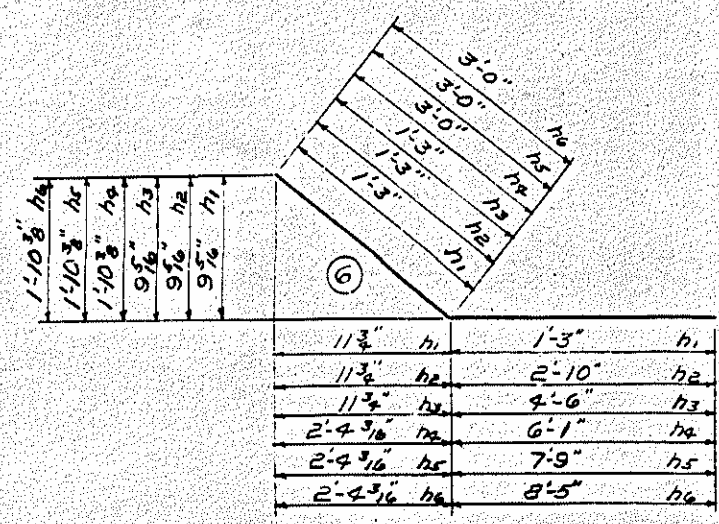 3'-0" h6
3'-0" h5
3'-0" h4
1'-3" h3
1'-3" h2
1'-3" h1
1'-10 3/8" h6
1'-10 3/8" h5
1'-10 3/8" h4
9 5/16" h3
9 5/16" h2
9 5/16" h1
6
11 3/4" h1 1'-3" h1
11 3/4" h2 2'-10" h2
11 3/4" h3 4'-6" h3
2'-4 3/16" h4 6'-1" h4
2'-4 3/16" h5 7'-9" h5
2'-4 3/16" h6 8'-5" h6